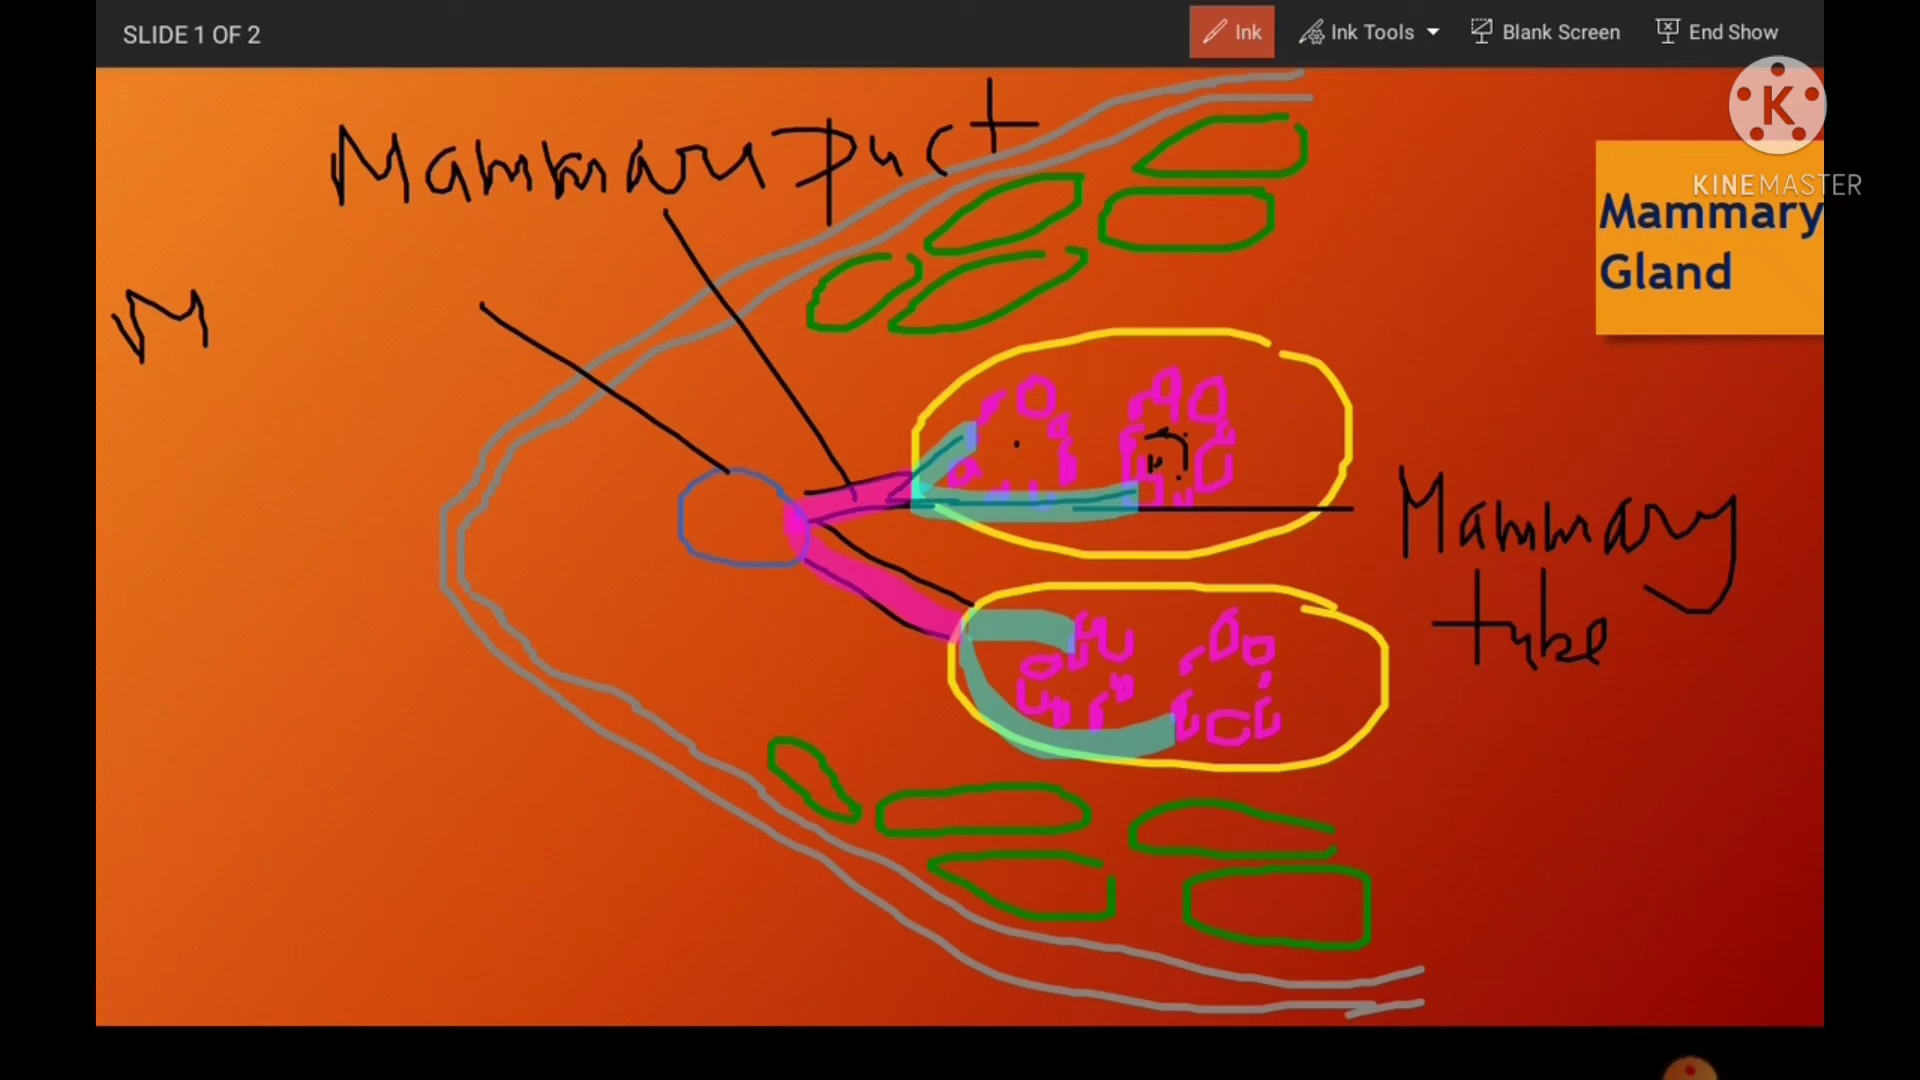 SLIDE 1 OF 2
Ink
Ink Tools
Blank Screen
End Show
K
KINEMASTER
Mammary
Gland
Mammary Duct
M
Mammary
tube